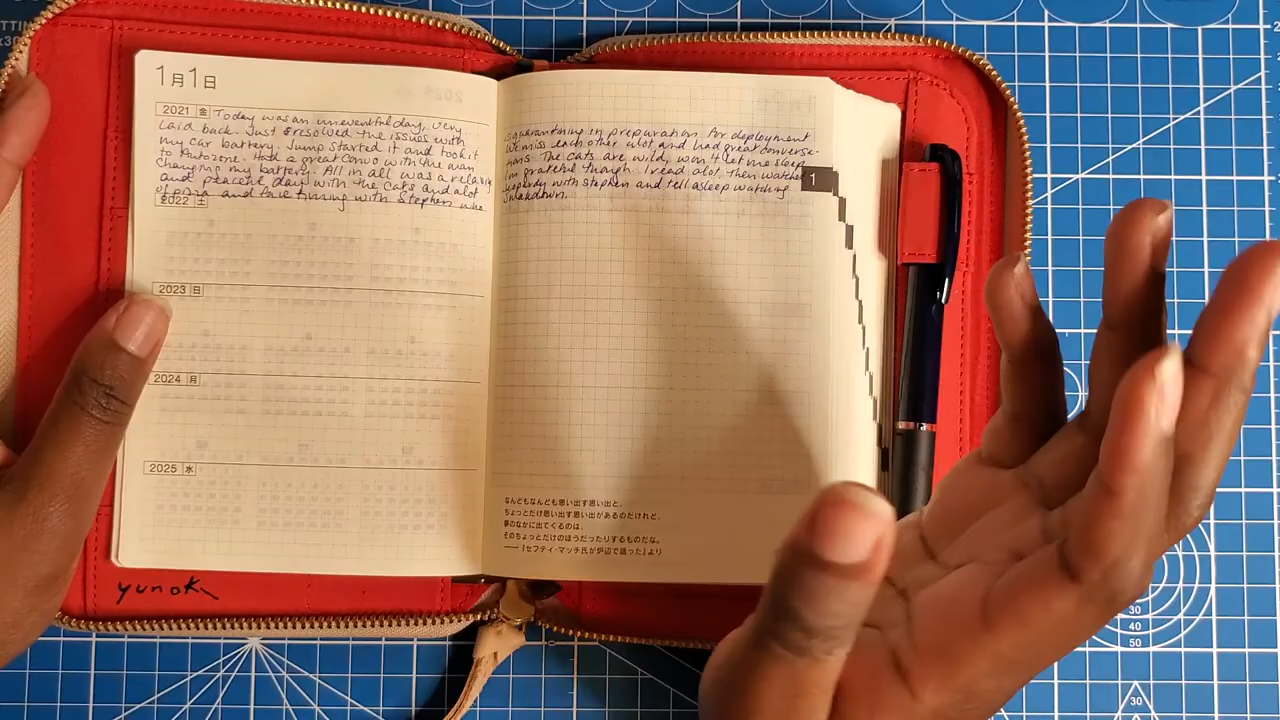 1月1日
2021 金 Today was an uneventful day, very
laid back. Just resolved the issues with
my car battery. Jump started it and took it
to Autozone. Had a great convo with the man
changing my battery. All in all was a relaxing
and peaceful day with the cats and alot
of and face timing with Stephen who
2022 土
2023 日
2024 月
2025 水
yunoki
is quarantining in preparation for deployment
We miss each other alot and had great converse-
tions. The cats are wild, won't let me sleep
I'm grateful though. I read alot then watched
jeopardy with Stephen and fell asleep watching
1
なんどもなんども思い出す思い出と、
ちょっとだけ思い出す思い出があるのだけれど、
夢のなかに出てくるのは、
そのちょっとだけのほうだったりするものだな。
──『セフティ・マッチ氏が炉辺で語った』より
30
40
50
30